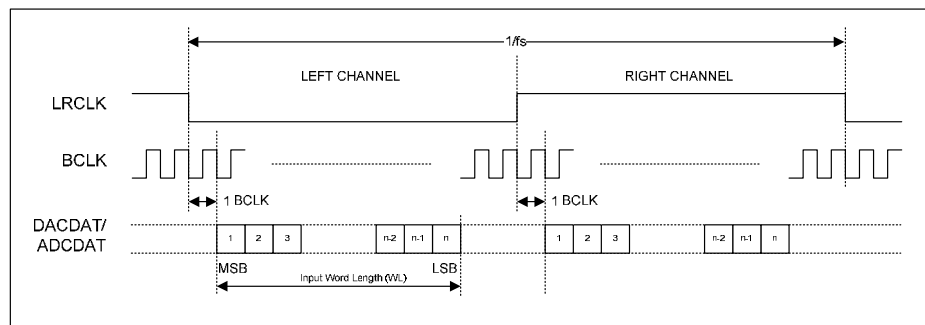 1/fs
LEFT CHANNEL RIGHT CHANNEL
LRCLK
BCLK
1 BCLK 1 BCLK
DACDAT/
ADCDAT
1 2 3 n-2 n-1 n 1 2 3 n-2 n-1 n
MSB LSB
Input Word Length (WL)